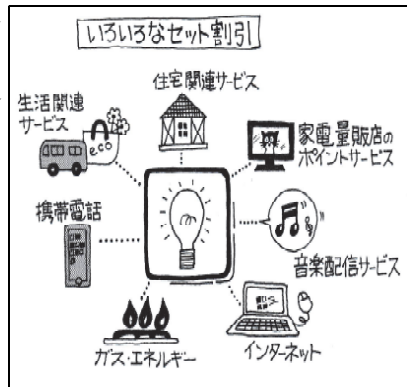 いろいろなセット割引
住宅関連サービス
生活関連
サービス
eco
家電量販店の
ポイントサービス
携帯電話
音楽配信サービス
ガス・エネルギー
インターネット